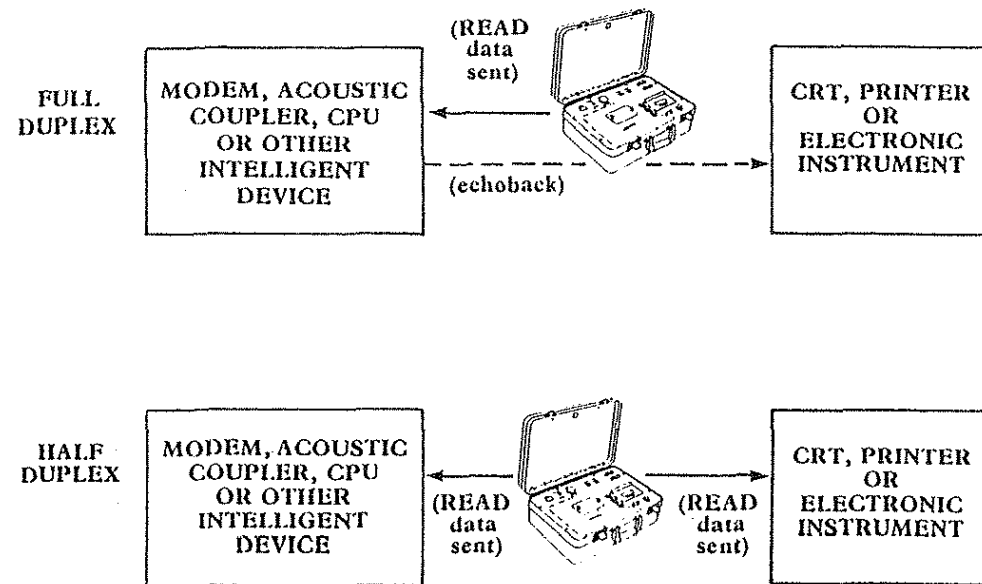 FULL
DUPLEX
MODEM, ACOUSTIC
COUPLER, CPU
OR OTHER
INTELLIGENT
DEVICE
(READ
data
sent)
(echoback)
CRT, PRINTER
OR
ELECTRONIC
INSTRUMENT
HALF
DUPLEX
MODEM, ACOUSTIC
COUPLER, CPU
OR OTHER
INTELLIGENT
DEVICE
(READ
data
sent)
(READ
data
sent)
CRT, PRINTER
OR
ELECTRONIC
INSTRUMENT